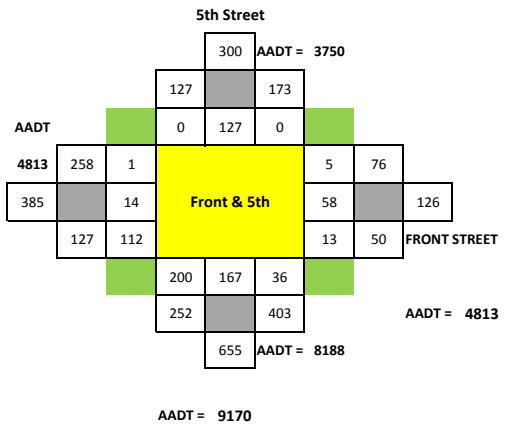 5th Street
300 AADT = 3750
127 173
AADT 0 127 0
4813 258 1 5 76
385 14 Front & 5th 58 126
127 112 13 50 FRONT STREET
200 167 36
252 403 AADT = 4813
655 AADT = 8188
AADT = 9170